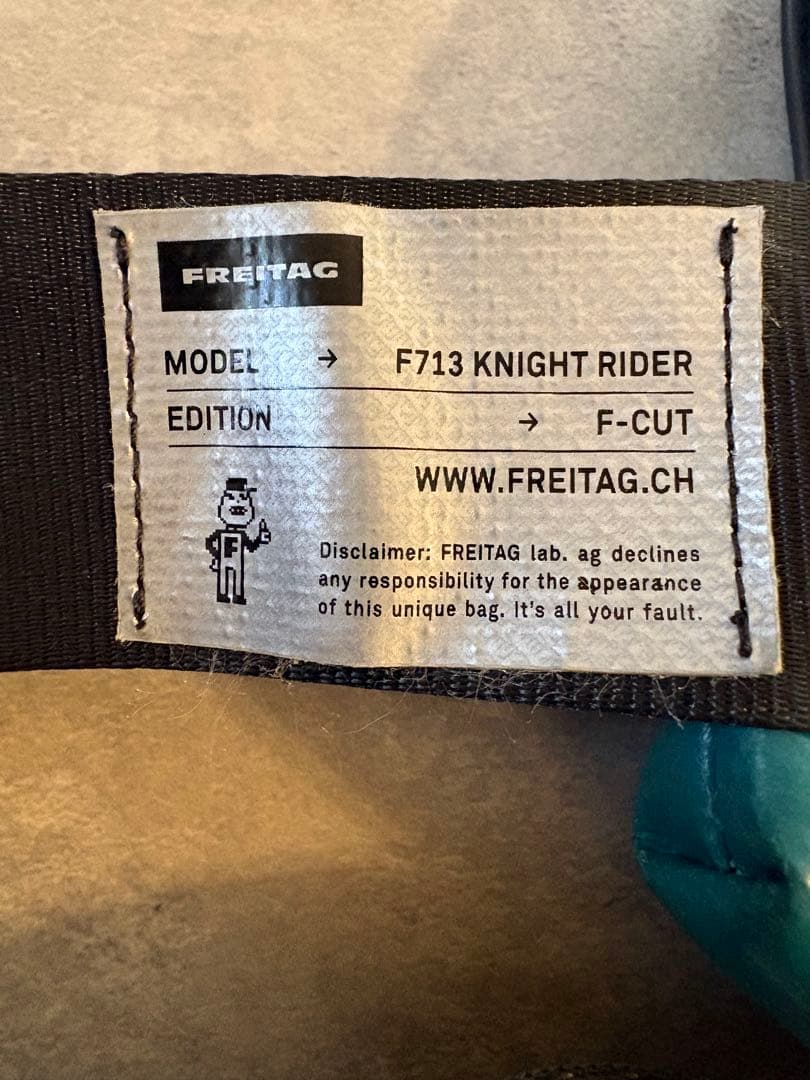 FREITAG
MODEL → F713 KNIGHT RIDER
EDITION → F-CUT
WWW.FREITAG.CH
F
Disclaimer: FREITAG lab. ag declines
any responsibility for the appearance
of this unique bag. It's all your fault.